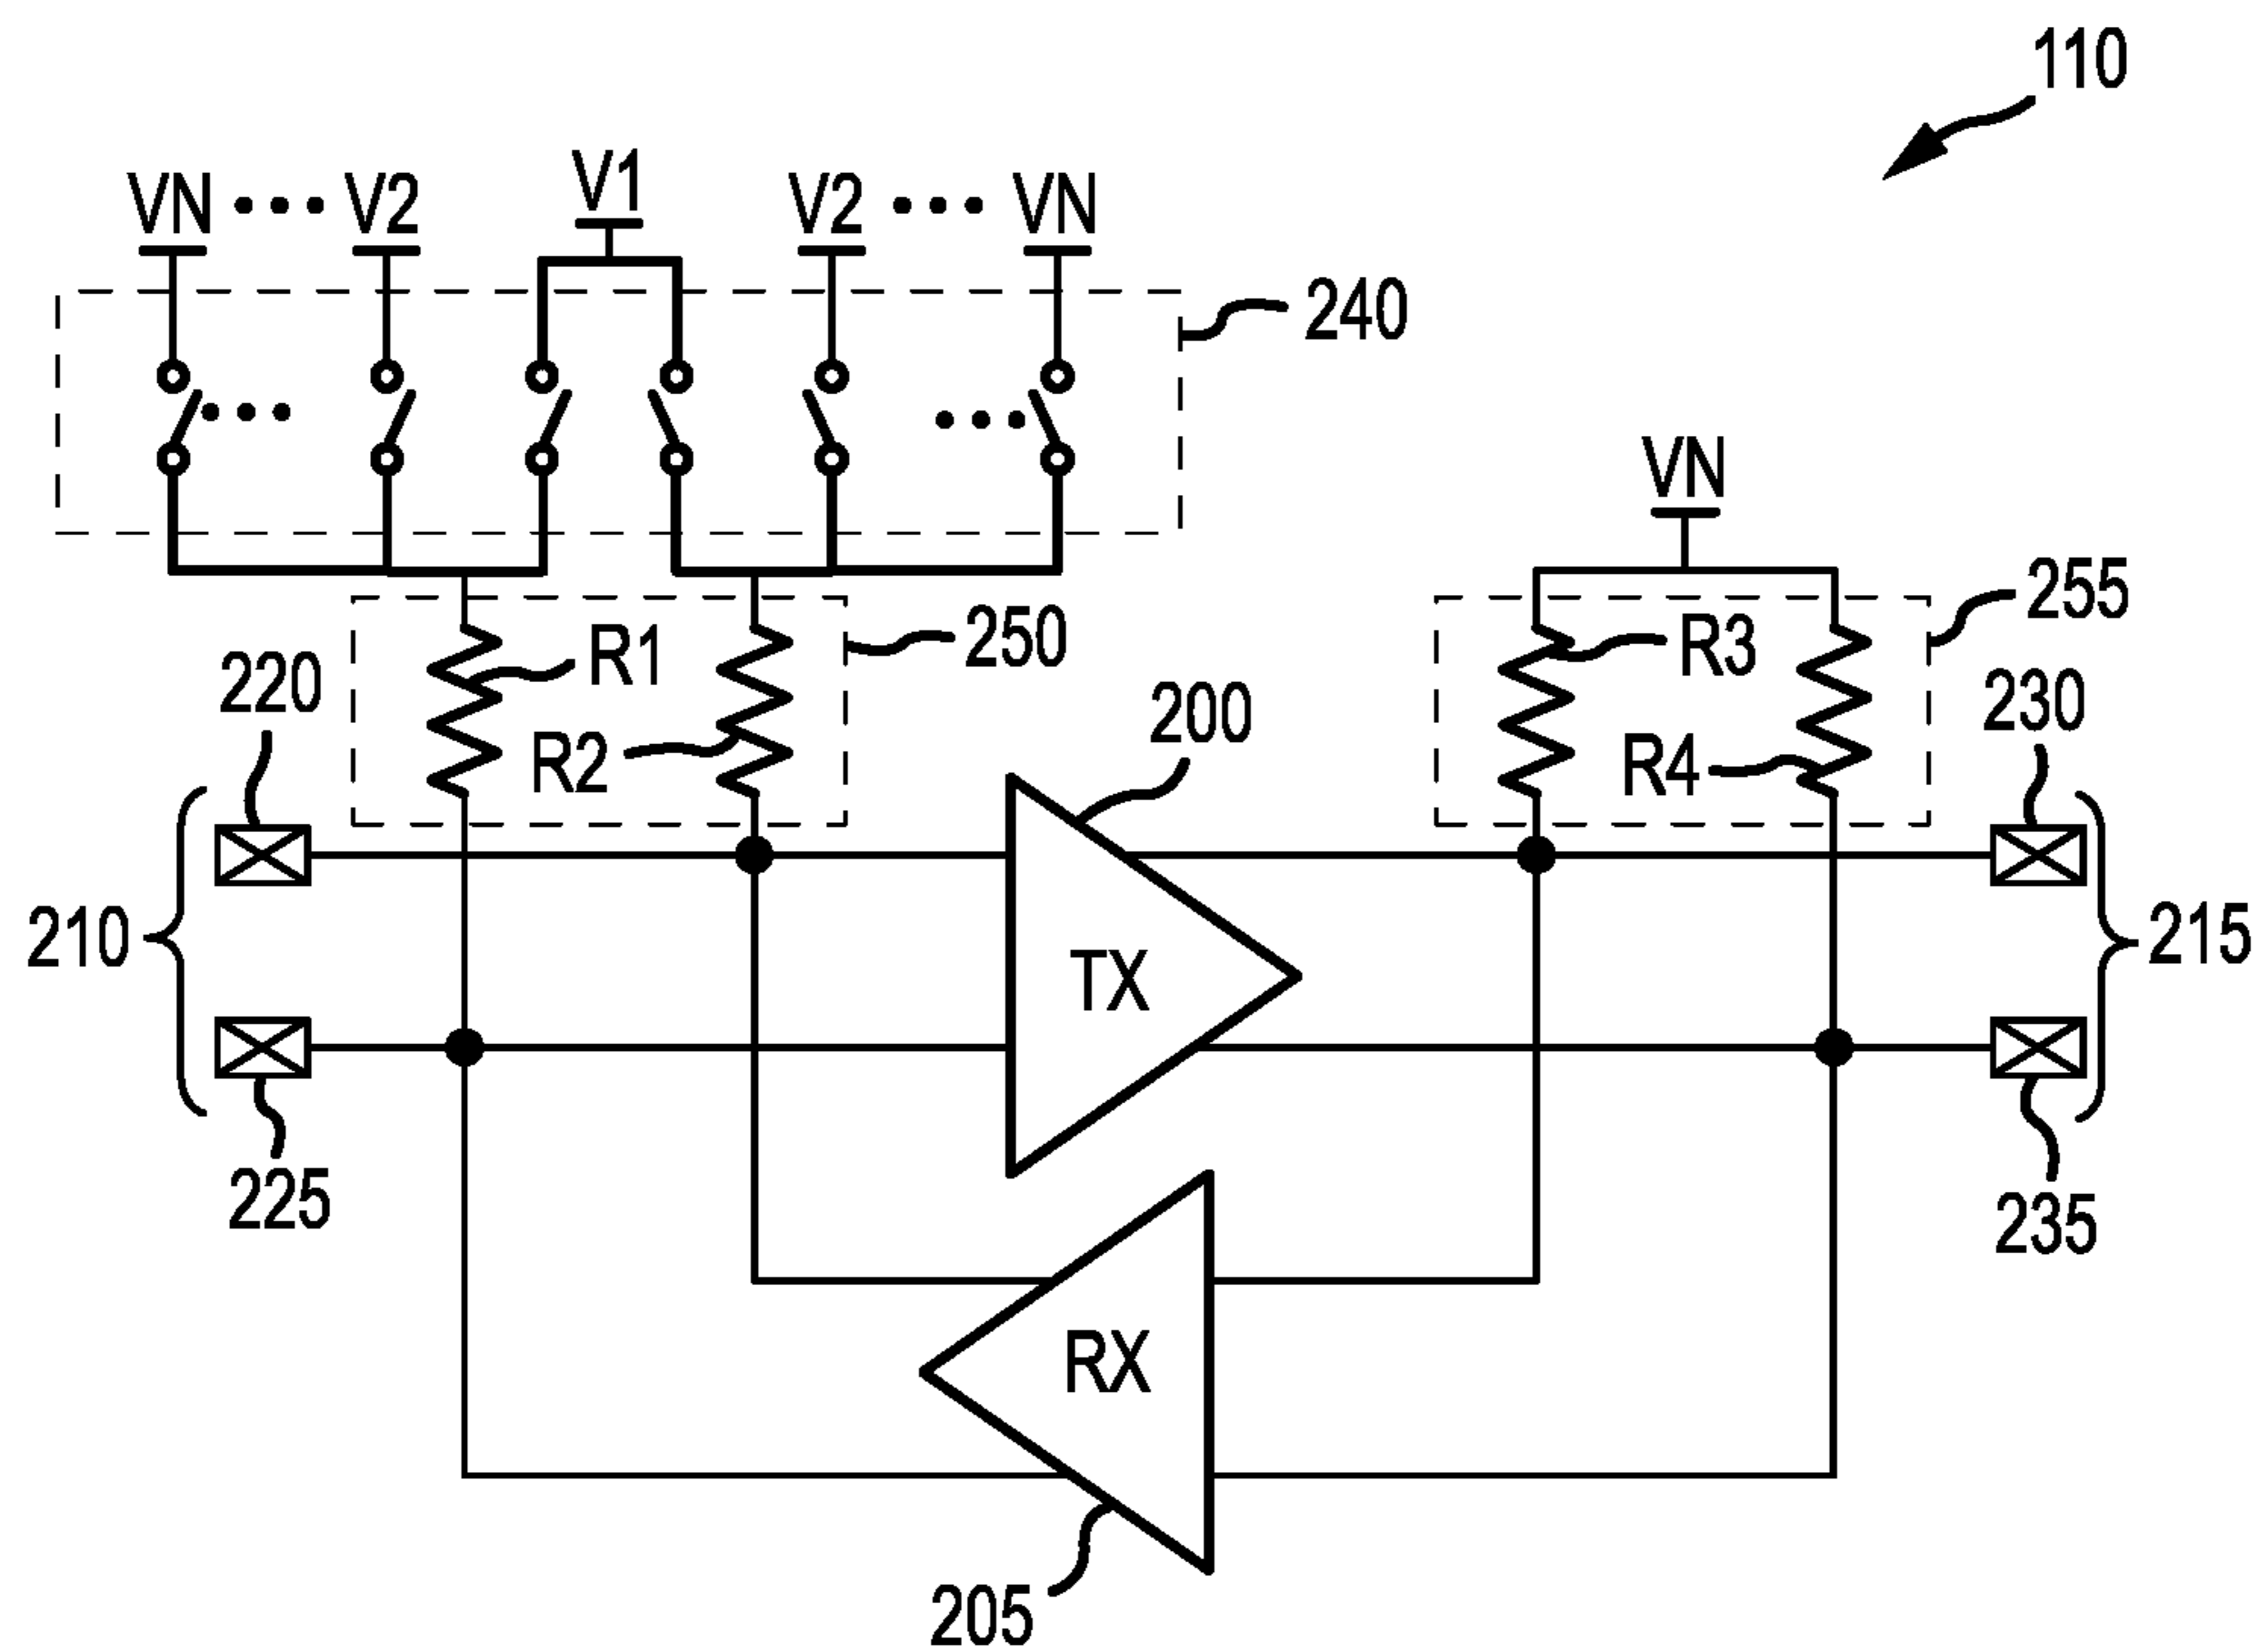 110
VN ••• V2 V1 V2 ••• VN
240
••• •••
VN
R1 250 R3 255
220 R2 200 R4 230
210 TX 215
225 235
RX
205